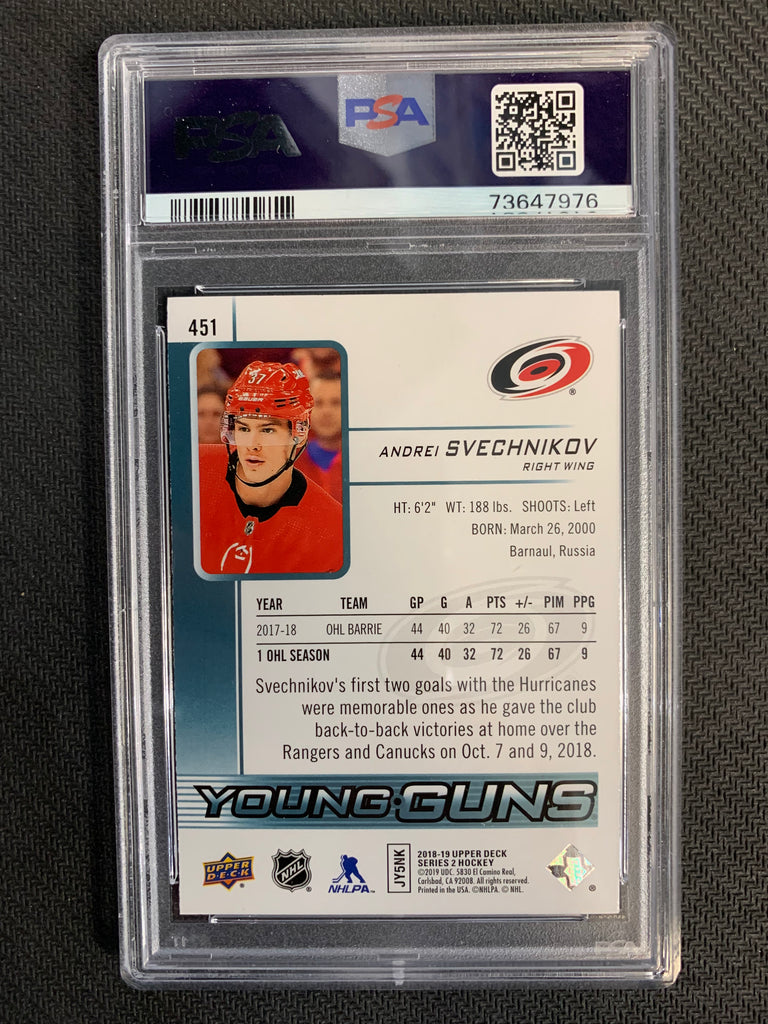 PSA
PSA
73647976
451
37
BAUER
ANDREI SVECHNIKOV
RIGHT WING
HT: 6'2" WT: 188 lbs. SHOOTS: Left
BORN: March 26, 2000
Barnaul, Russia
YEAR TEAM GP G A PTS +/- PIM PPG
2017-18 OHL BARRIE 44 40 32 72 26 67 9
1 OHL SEASON 44 40 32 72 26 67 9
Svechnikov's first two goals with the Hurricanes
were memorable ones as he gave the club
back-to-back victories at home over the
Rangers and Canucks on Oct. 7 and 9, 2018.
YOUNG·GUNS
UPPER DECK
NHL
NHLPA
JY5NK
2018-19 UPPER DECK
SERIES 2 HOCKEY
©2019 UDC. 5830 El Camino Real,
Carlsbad, CA 92008. All rights reserved.
Printed in the USA. ©NHLPA. © NHL.